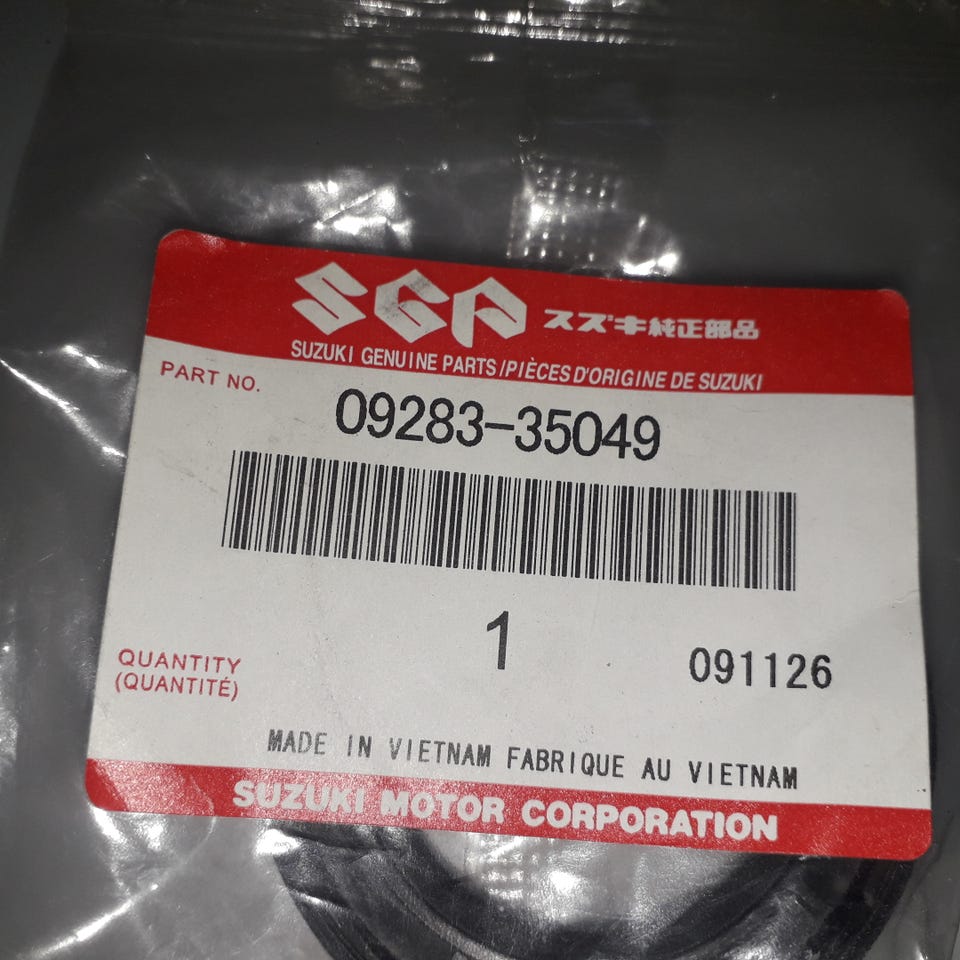 SGP スズキ純正部品
SUZUKI GENUINE PARTS/PIÈCES D'ORIGINE DE SUZUKI
PART NO.
09283-35049
1
091126
QUANTITY
(QUANTITÉ)
MADE IN VIETNAM FABRIQUE AU VIETNAM
SUZUKI MOTOR CORPORATION